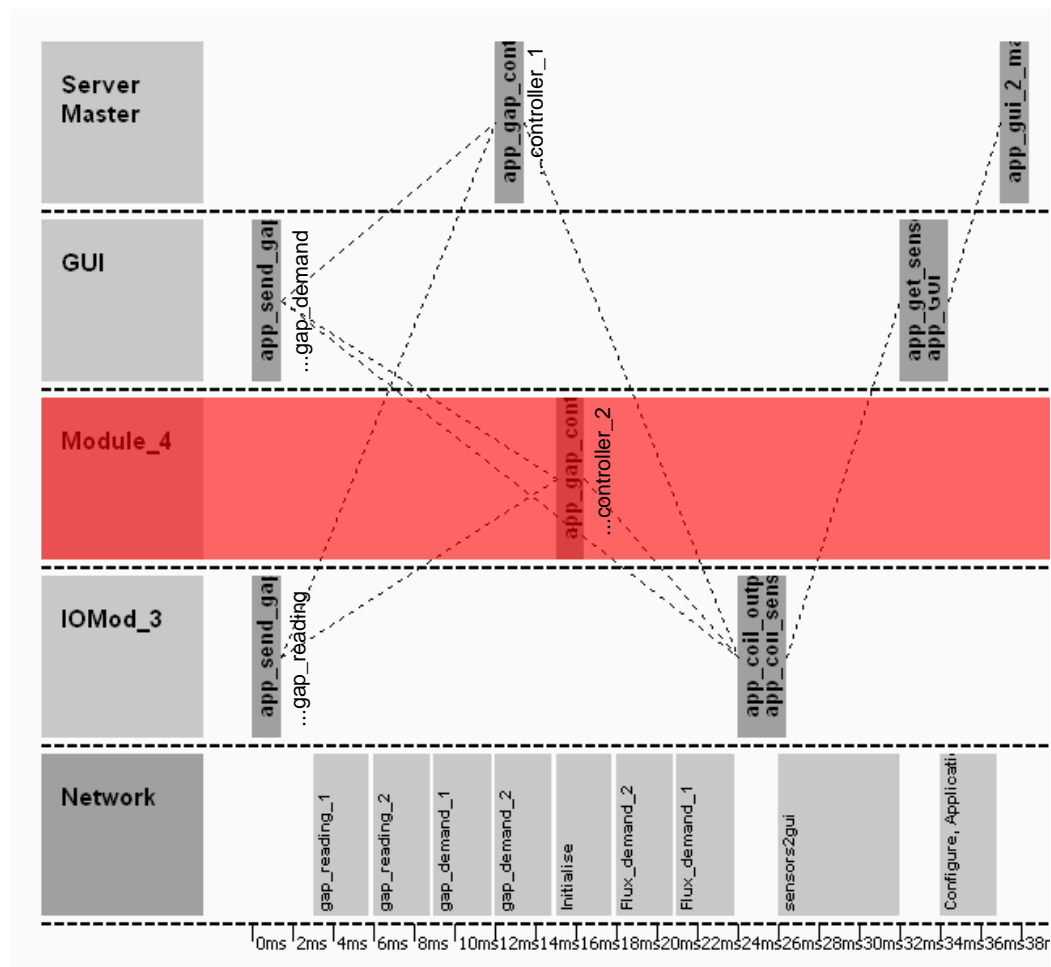 Server
Master
app_gap_cont
...controller_1
app_gui_2_ma
GUI
app_send_gap
...gap_demand
app_get_sens
app_GUI
Module_4
app_gap_cont
...controller_2
IOMod_3
app_send_gap
...gap_reading
app_coil_outp
app_coil_sens
Network
gap_reading_1
gap_reading_2
gap_demand_1
gap_demand_2
Initialise
Flux_demand_2
Flux_demand_1
sensors2gui
Configure, Applicati
0ms 2ms 4ms 6ms 8ms 10ms 12ms 14ms 16ms 18ms 20ms 22ms 24ms 26ms 28ms 30ms 32ms 34ms 36ms 38m